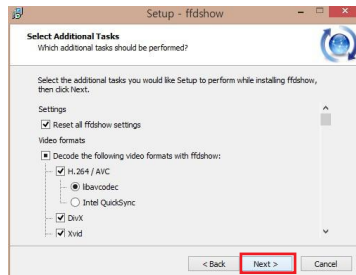 Setup - ffdshow
Select Additional Tasks
Which additional tasks should be performed?
Select the additional tasks you would like Setup to perform while installing ffdshow,
then click Next.
Settings
Reset all ffdshow settings
Video formats
Decode the following video formats with ffdshow:
H.264 / AVC
libavcodec
Intel QuickSync
DivX
Xvid
< Back
Next >
Cancel